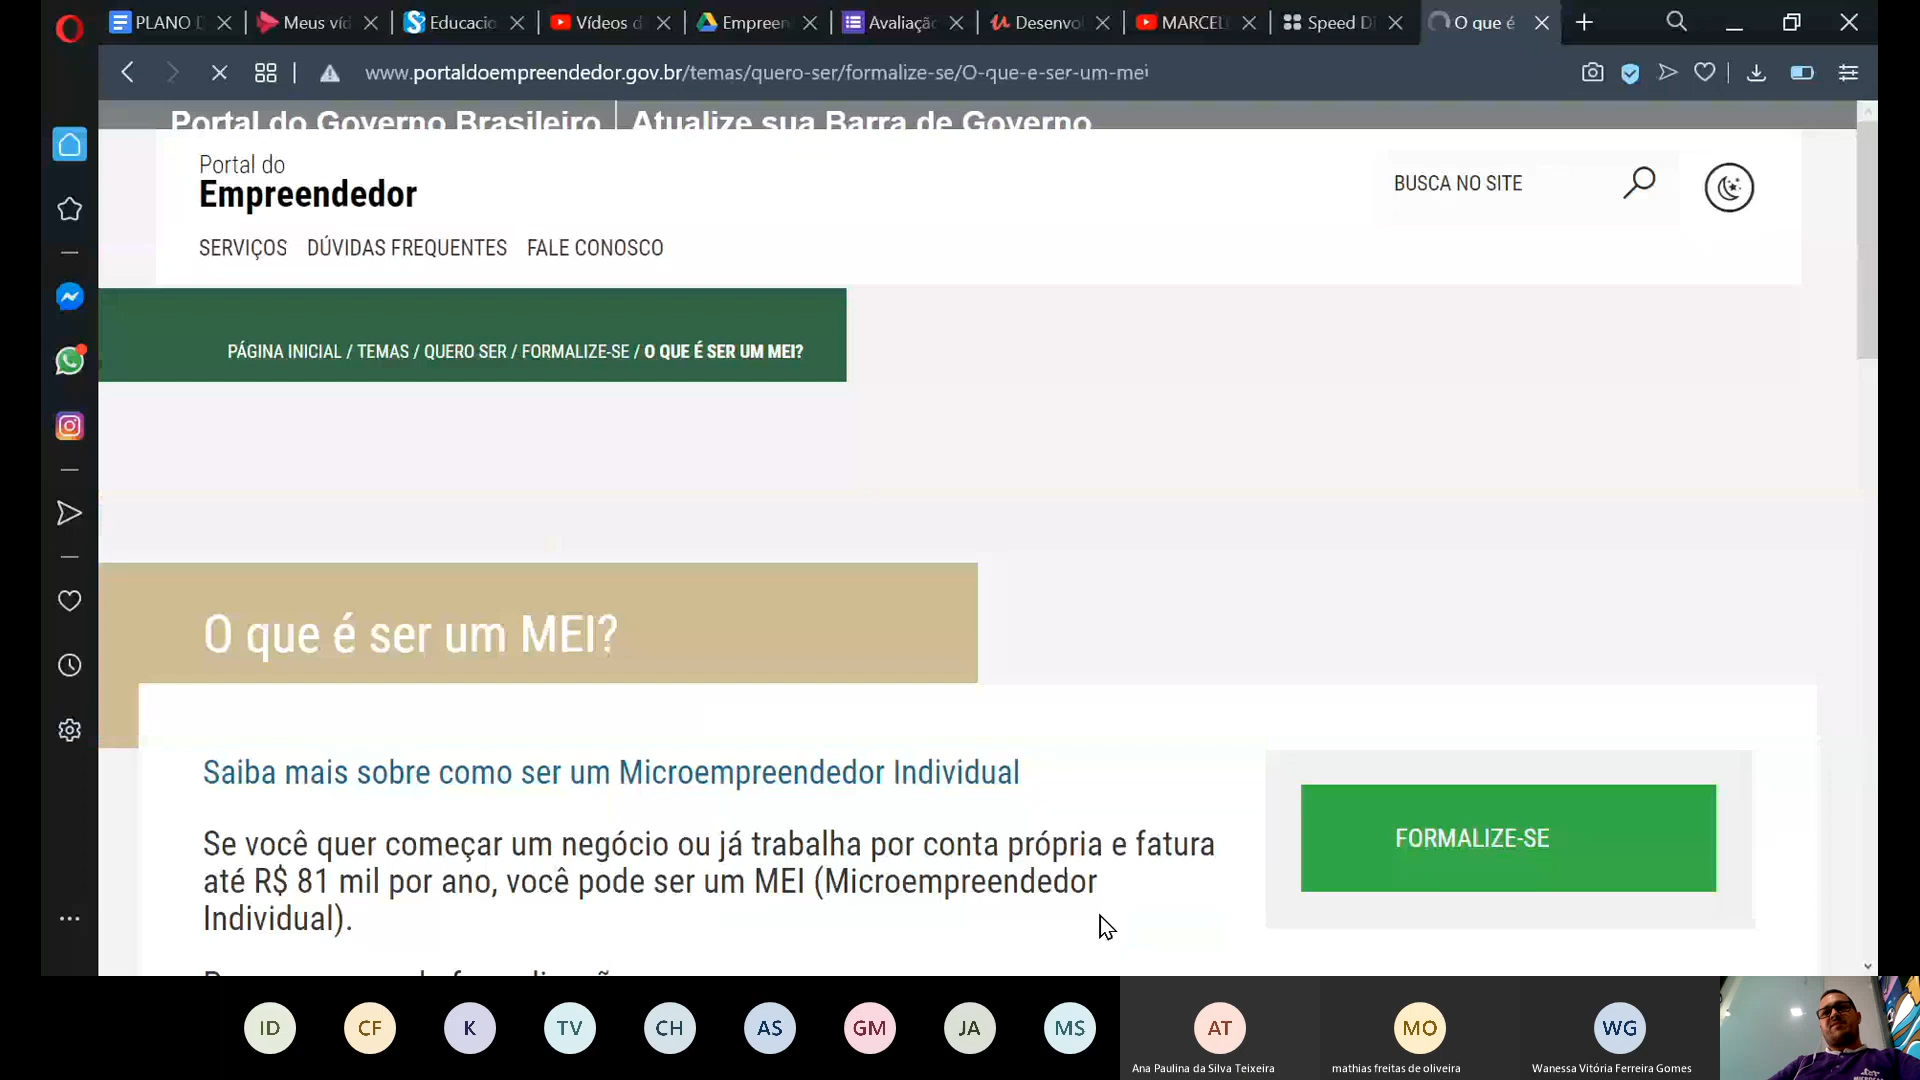 PLANO D
Meus víd
Educacio
Vídeos d
Empreen
Avaliação
Desenvol
MARCEL
Speed D
O que é
www.portaldoempreendedor.gov.br/temas/quero-ser/formalize-se/O-que-e-ser-um-mei
Portal do Governo Brasileiro
Atualize sua Barra de Governo
Portal do
Empreendedor
BUSCA NO SITE
SERVIÇOS DÚVIDAS FREQUENTES FALE CONOSCO
PÁGINA INICIAL / TEMAS / QUERO SER / FORMALIZE-SE / O QUE É SER UM MEI?
O que é ser um MEI?
Saiba mais sobre como ser um Microempreendedor Individual
Se você quer começar um negócio ou já trabalha por conta própria e fatura
até R$ 81 mil por ano, você pode ser um MEI (Microempreendedor
Individual).
FORMALIZE-SE
ID
CF
K
TV
CH
AS
GM
JA
MS
AT
MO
WG
Ana Paulina da Silva Teixeira
mathias freitas de oliveira
Wanessa Vitória Ferreira Gomes